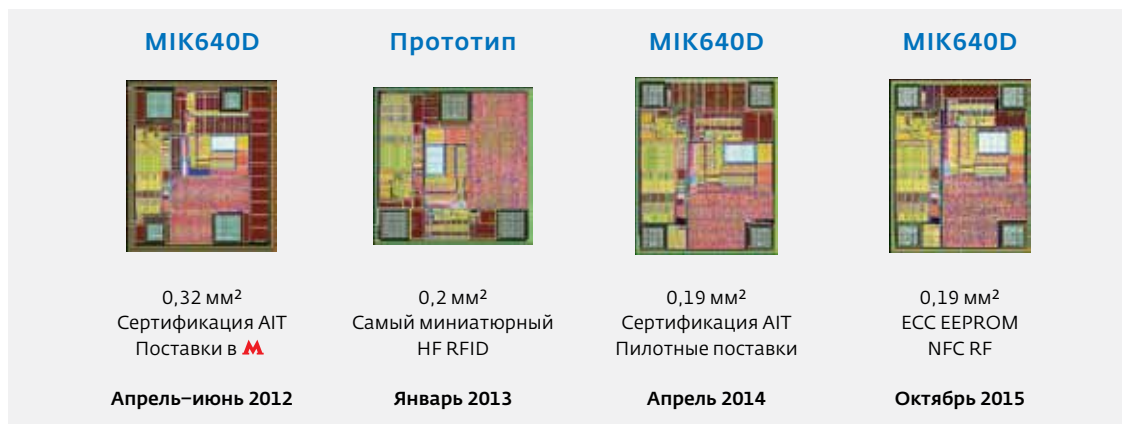 MIK640D
0,32 мм²
Сертификация AIT
Поставки в М
Апрель–июнь 2012
Прототип
0,2 мм²
Самый миниатюрный
HF RFID
Январь 2013
MIK640D
0,19 мм²
Сертификация AIT
Пилотные поставки
Апрель 2014
MIK640D
0,19 мм²
ECC EEPROM
NFC RF
Октябрь 2015